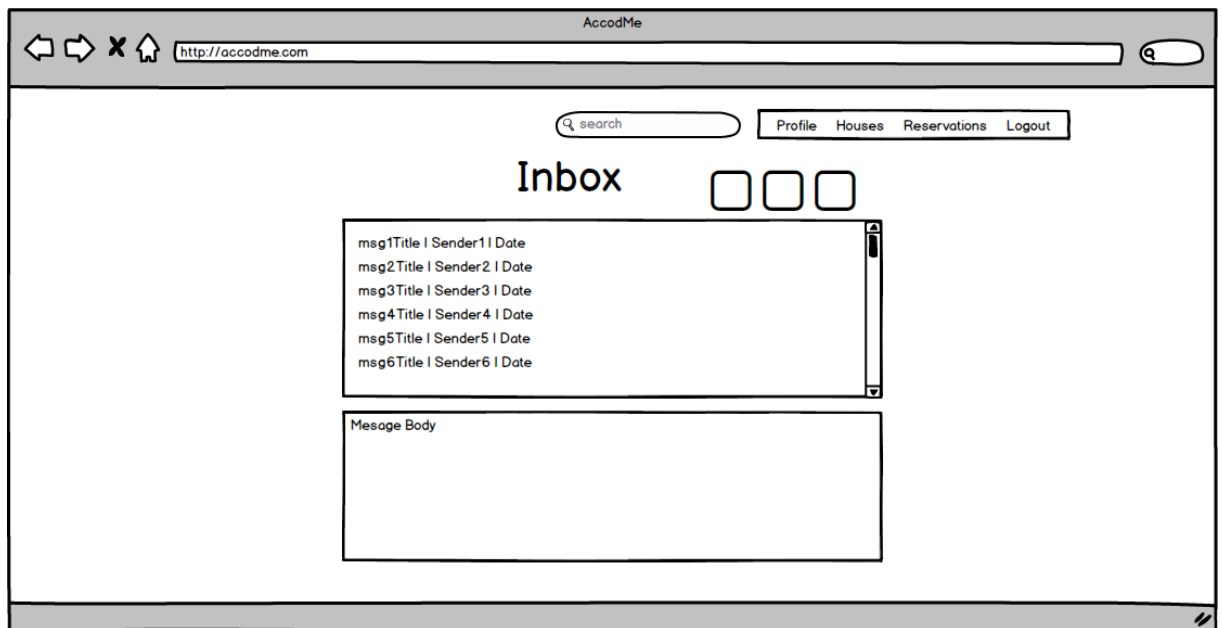 AccodMe
http://accodme.com
search
Profile Houses Reservations Logout
Inbox
msg1Title | Sender1 | Date
msg2Title | Sender2 | Date
msg3Title | Sender3 | Date
msg4Title | Sender4 | Date
msg5Title | Sender5 | Date
msg6Title | Sender6 | Date
Mesage Body